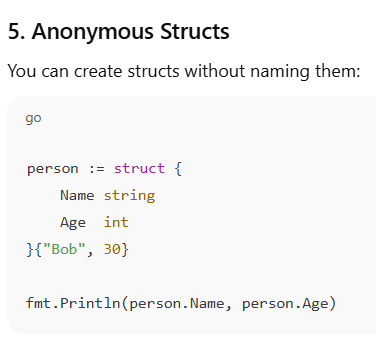 5. Anonymous Structs
You can create structs without naming them:
go
person := struct {
    Name string
    Age  int
}{"Bob", 30}
fmt.Println(person.Name, person.Age)